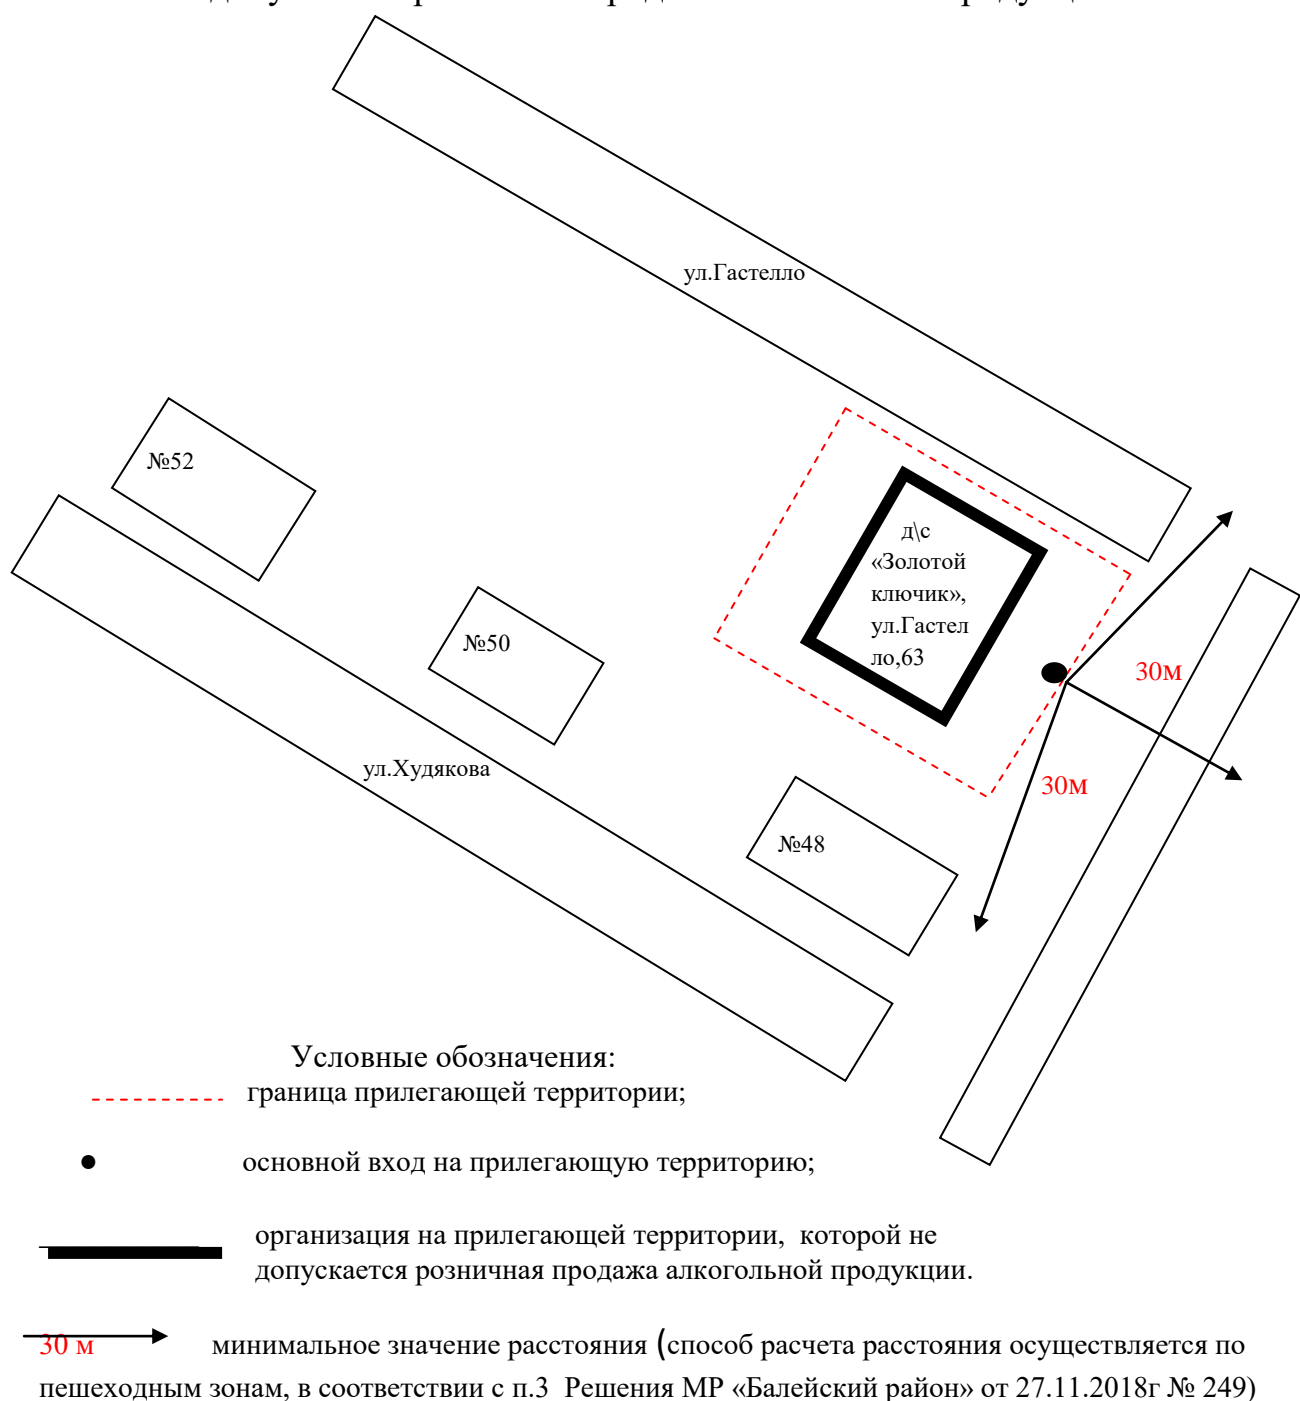 ул.Гастелло
№52
д\с
«Золотой
ключик»,
ул.Гастел
ло,63
№50
30м
ул.Худякова
30м
№48
Условные обозначения:
граница прилегающей территории;
основной вход на прилегающую территорию;
организация на прилегающей территории, которой не
допускается розничная продажа алкогольной продукции.
30 м минимальное значение расстояния (способ расчета расстояния осуществляется по
пешеходным зонам, в соответствии с п.3 Решения МР «Балейский район» от 27.11.2018г № 249)